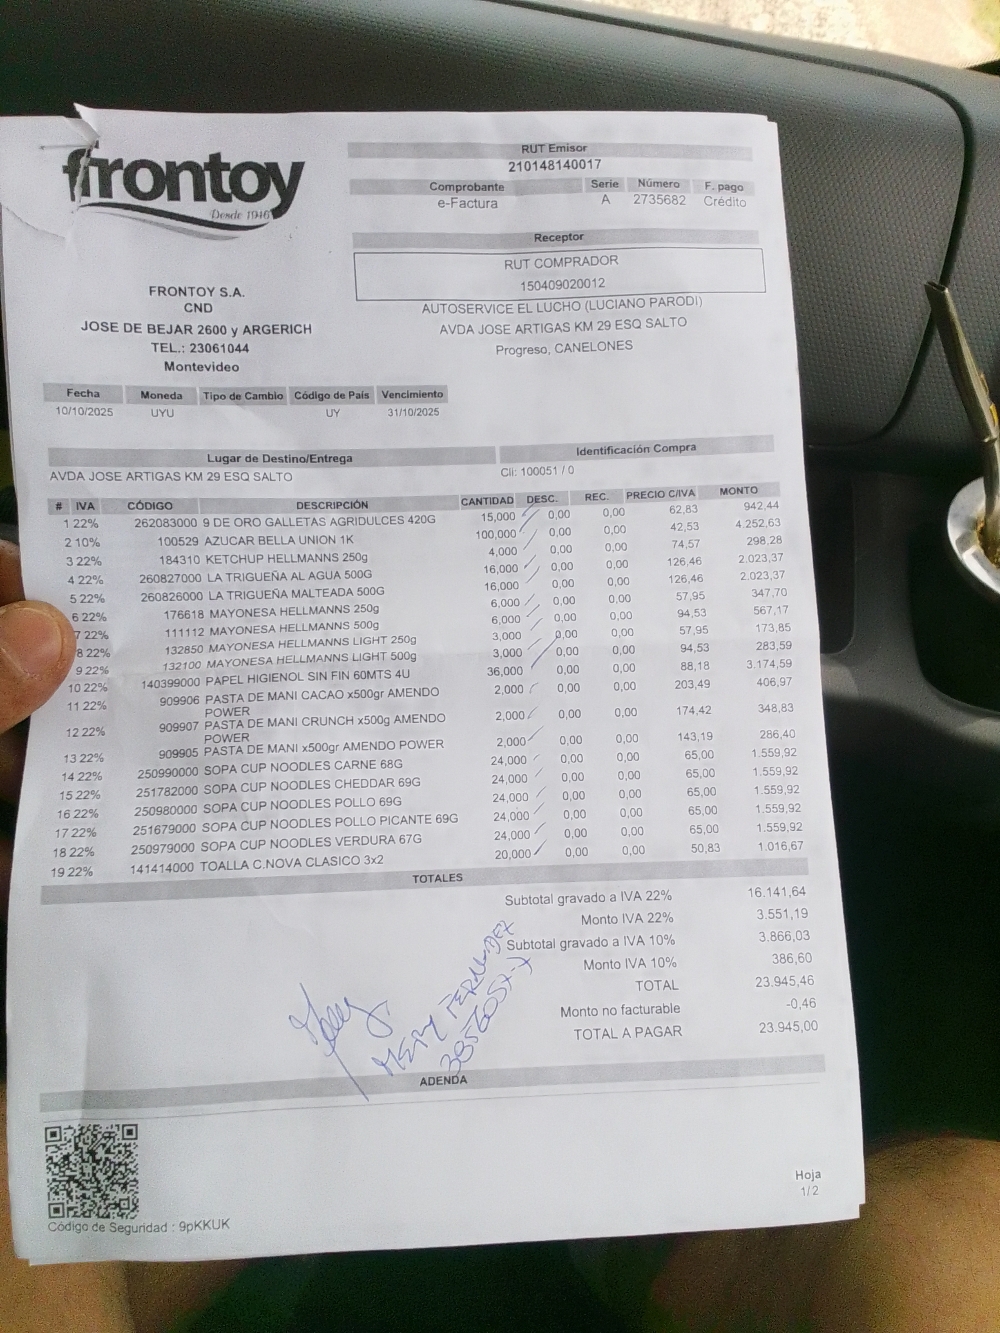 frontoy
Desde 1946
FRONTOY S.A.
CND
JOSE DE BEJAR 2600 y ARGERICH
TEL.: 23061044
Montevideo
RUT Emisor
210148140017
Comprobante Serie Número F. pago
e-Factura A 2735682 Crédito
Receptor
RUT COMPRADOR
150409020012
AUTOSERVICE EL LUCHO (LUCIANO PARODI)
AVDA JOSE ARTIGAS KM 29 ESQ SALTO
Progreso, CANELONES
Fecha Moneda Tipo de Cambio Código de País Vencimiento
10/10/2025 UYU UY 31/10/2025
Lugar de Destino/Entrega Identificación Compra
AVDA JOSE ARTIGAS KM 29 ESQ SALTO Cli: 100051 / 0
# IVA CÓDIGO DESCRIPCIÓN CANTIDAD DESC. REC. PRECIO C/IVA MONTO
1 22% 262083000 9 DE ORO GALLETAS AGRIDULCES 420G 15,000 0,00 0,00 62,83 942,44
2 10% 100529 AZUCAR BELLA UNION 1K 100,000 0,00 0,00 42,53 4.252,63
3 22% 184310 KETCHUP HELLMANNS 250g 4,000 0,00 0,00 74,57 298,28
4 22% 260827000 LA TRIGUEÑA AL AGUA 500G 16,000 0,00 0,00 126,46 2.023,37
5 22% 260826000 LA TRIGUEÑA MALTEADA 500G 16,000 0,00 0,00 126,46 2.023,37
6 22% 176618 MAYONESA HELLMANNS 250g 6,000 0,00 0,00 57,95 347,70
7 22% 111112 MAYONESA HELLMANNS 500g 6,000 0,00 0,00 94,53 567,17
8 22% 132850 MAYONESA HELLMANNS LIGHT 250g 3,000 0,00 0,00 57,95 173,85
9 22% 132100 MAYONESA HELLMANNS LIGHT 500g 3,000 0,00 0,00 94,53 283,59
10 22% 140399000 PAPEL HIGIENOL SIN FIN 60MTS 4U 36,000 0,00 0,00 88,18 3.174,59
11 22% 909906 PASTA DE MANI CACAO x500gr AMENDO 2,000 0,00 0,00 203,49 406,97
POWER
12 22% 909907 PASTA DE MANI CRUNCH x500g AMENDO 2,000 0,00 0,00 174,42 348,83
POWER
13 22% 909905 PASTA DE MANI x500gr AMENDO POWER 2,000 0,00 0,00 143,19 286,40
14 22% 250990000 SOPA CUP NOODLES CARNE 68G 24,000 0,00 0,00 65,00 1.559,92
15 22% 251782000 SOPA CUP NOODLES CHEDDAR 69G 24,000 0,00 0,00 65,00 1.559,92
16 22% 250980000 SOPA CUP NOODLES POLLO 69G 24,000 0,00 0,00 65,00 1.559,92
17 22% 251679000 SOPA CUP NOODLES POLLO PICANTE 69G 24,000 0,00 0,00 65,00 1.559,92
18 22% 250979000 SOPA CUP NOODLES VERDURA 67G 24,000 0,00 0,00 65,00 1.559,92
19 22% 141414000 TOALLA C.NOVA CLASICO 3x2 20,000 0,00 0,00 50,83 1.016,67
TOTALES
Subtotal gravado a IVA 22% 16.141,64
Monto IVA 22% 3.551,19
Subtotal gravado a IVA 10% 3.866,03
Monto IVA 10% 386,60
TOTAL 23.945,46
Monto no facturable -0,46
TOTAL A PAGAR 23.945,00
ADENDA
Código de Seguridad : 9pKKUK
Hoja
1/2